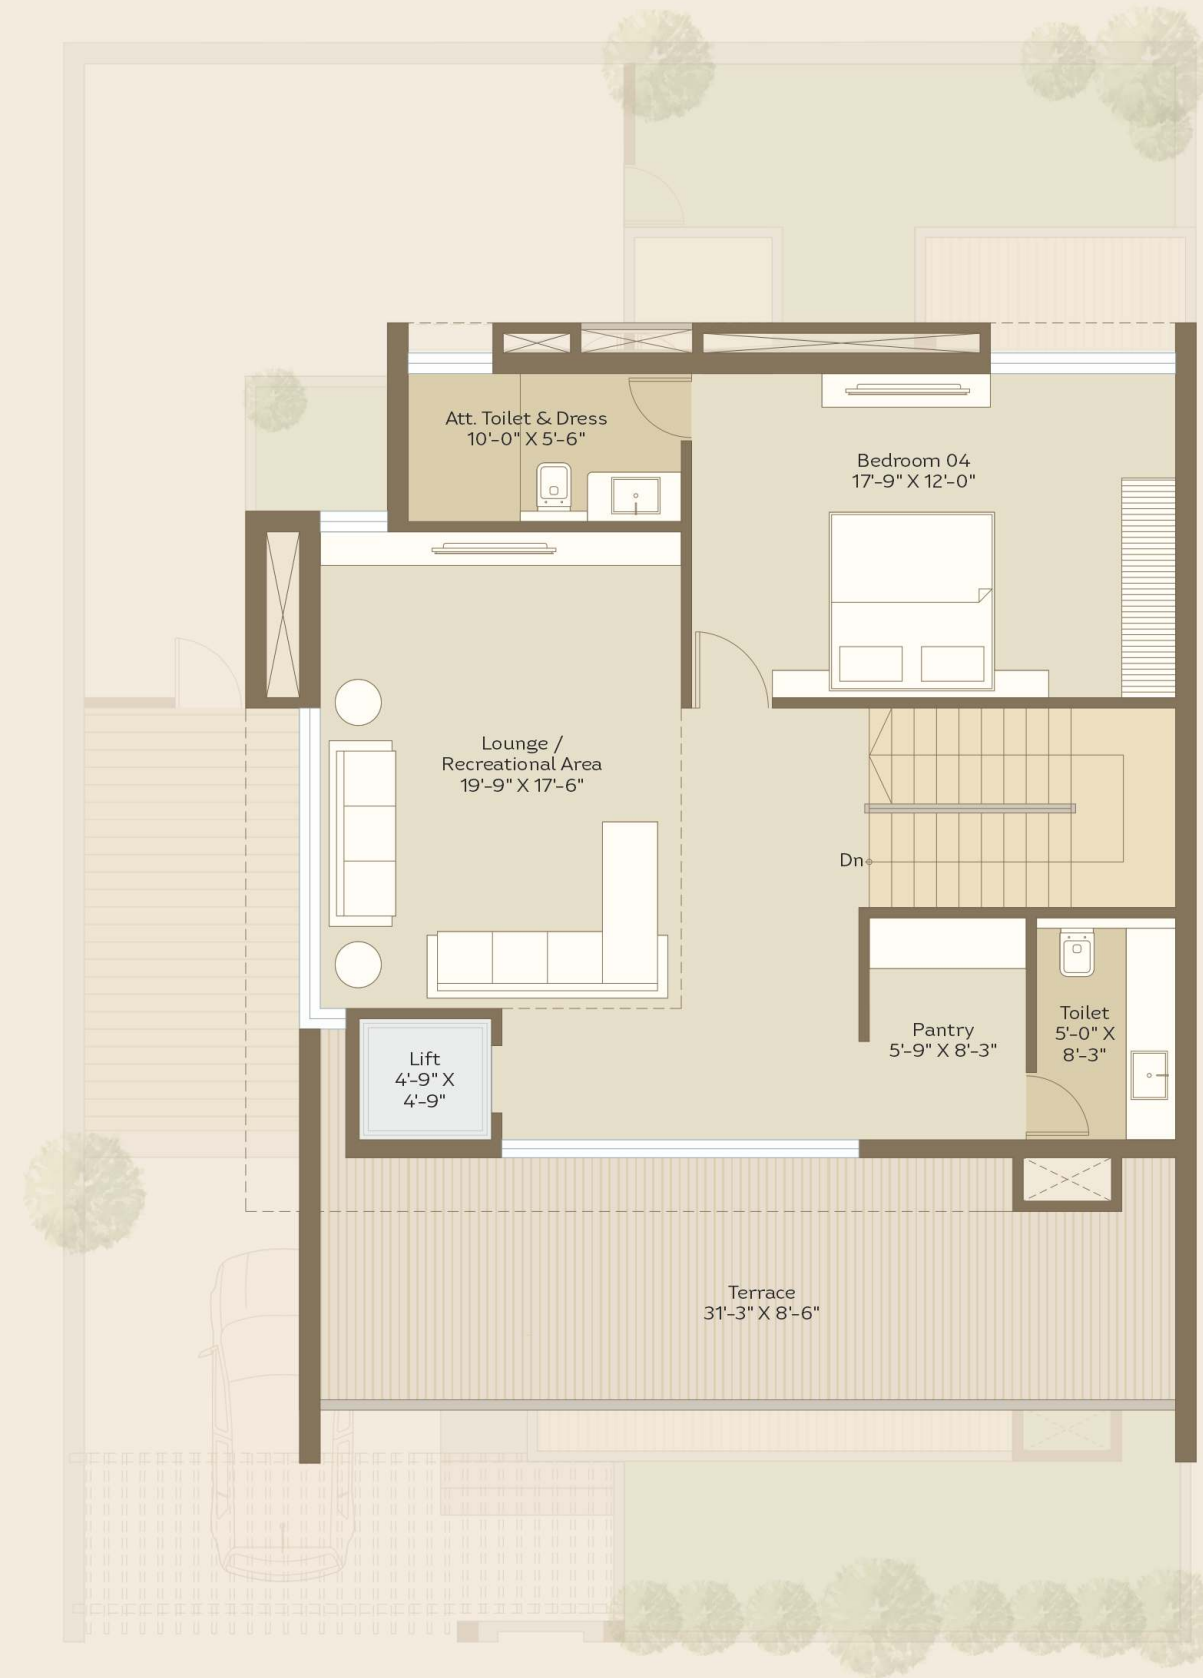 Att. Toilet & Dress
10'-0" X 5'-6"
Bedroom 04
17'-9" X 12'-0"
Lounge /
Recreational Area
19'-9" X 17'-6"
Dn
Lift
4'-9" X
4'-9"
Pantry
5'-9" X 8'-3"
Toilet
5'-0" X
8'-3"
Terrace
31'-3" X 8'-6"